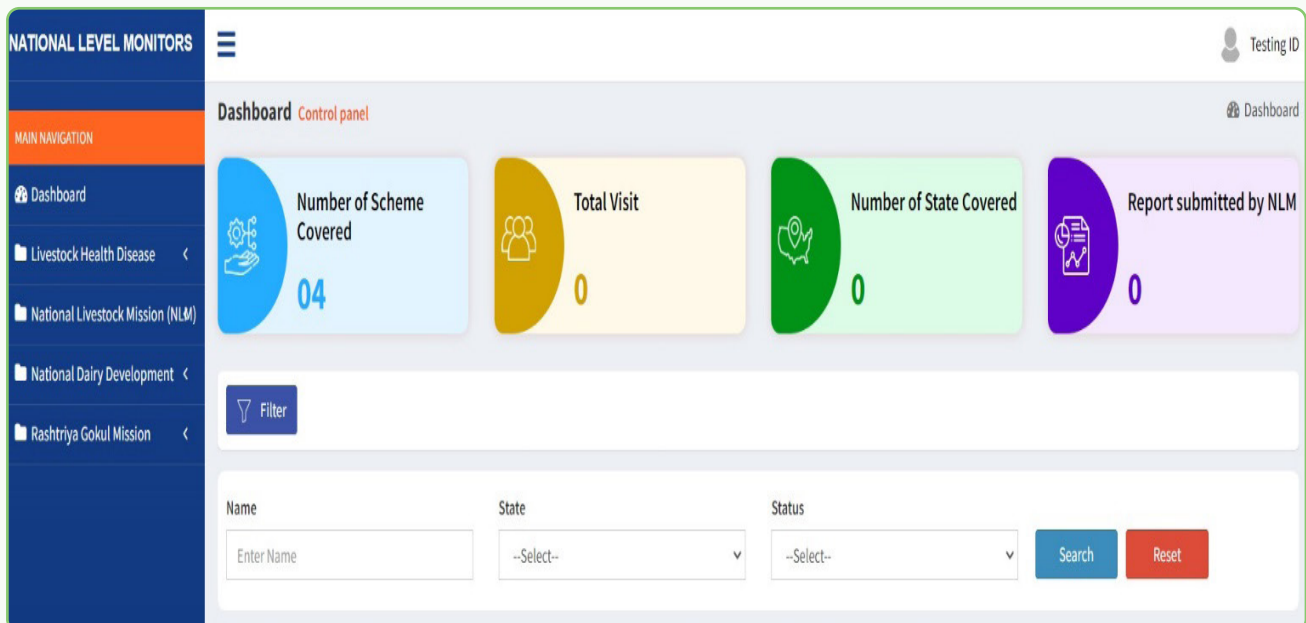 NATIONAL LEVEL MONITORS
Testing ID
Dashboard Control panel
Dashboard
MAIN NAVIGATION
Dashboard
Livestock Health Disease
National Livestock Mission (NLM)
National Dairy Development
Rashtriya Gokul Mission
Number of Scheme
Covered
04
Total Visit
0
Number of State Covered
0
Report submitted by NLM
0
Filter
Name
Enter Name
State
--Select--
Status
--Select--
Search
Reset